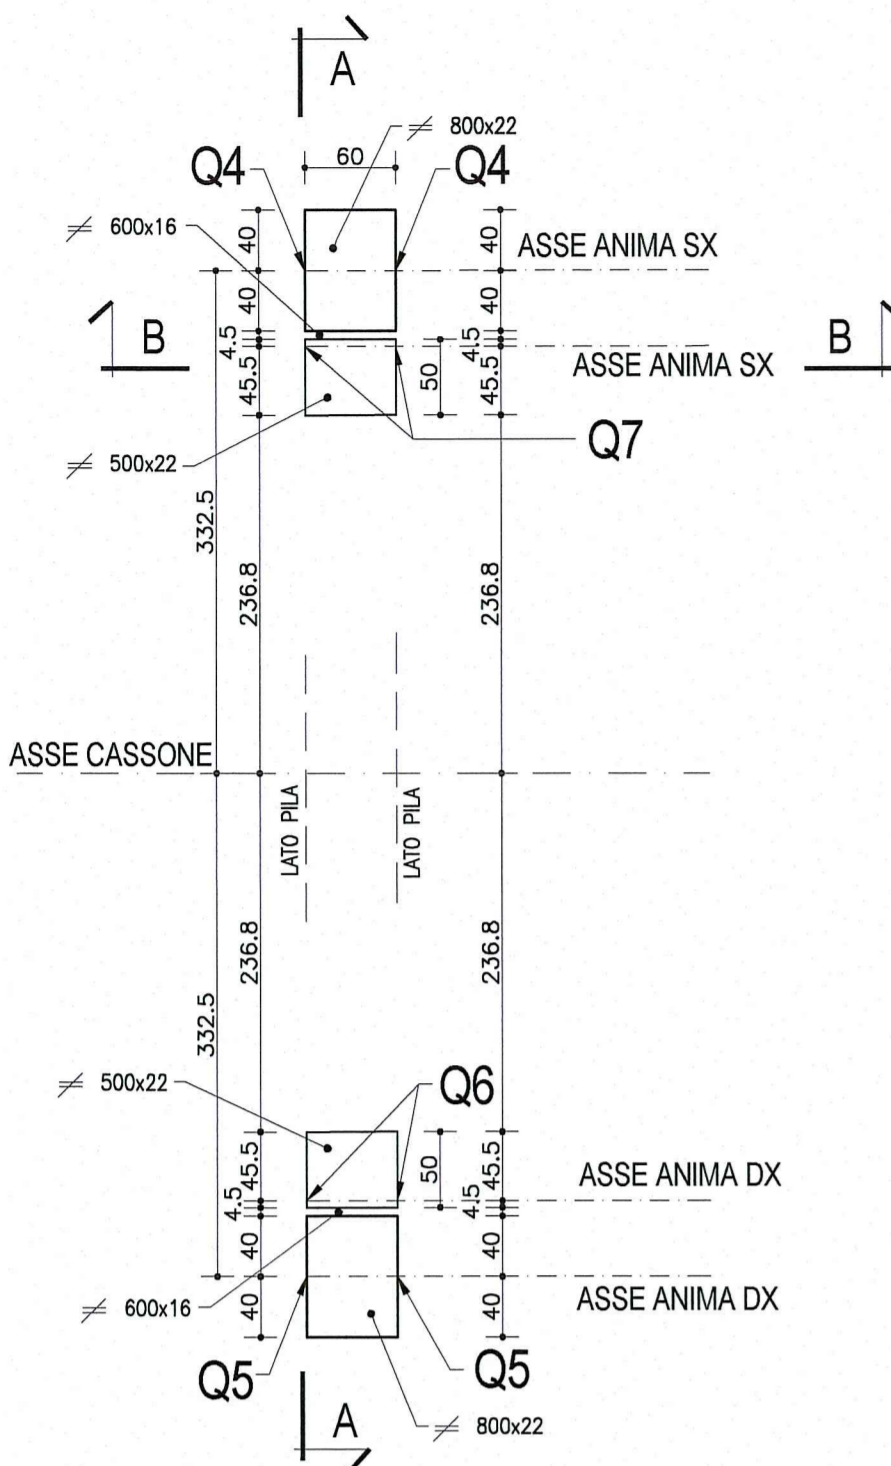 A
800x22
60
Q4 Q4
600x16
40 40
ASSE ANIMA SX
40 40
B B
4.5 4.5
ASSE ANIMA SX
45.5 50 45.5
Q7
500x22
332.5
236.8 236.8
ASSE CASSONE
LATO PILA LATO PILA
236.8 236.8
332.5
500x22
Q6
45.5 50 45.5
ASSE ANIMA DX
4.5 4.5
40 40
ASSE ANIMA DX
600x16
40 40
Q5 Q5
A
800x22